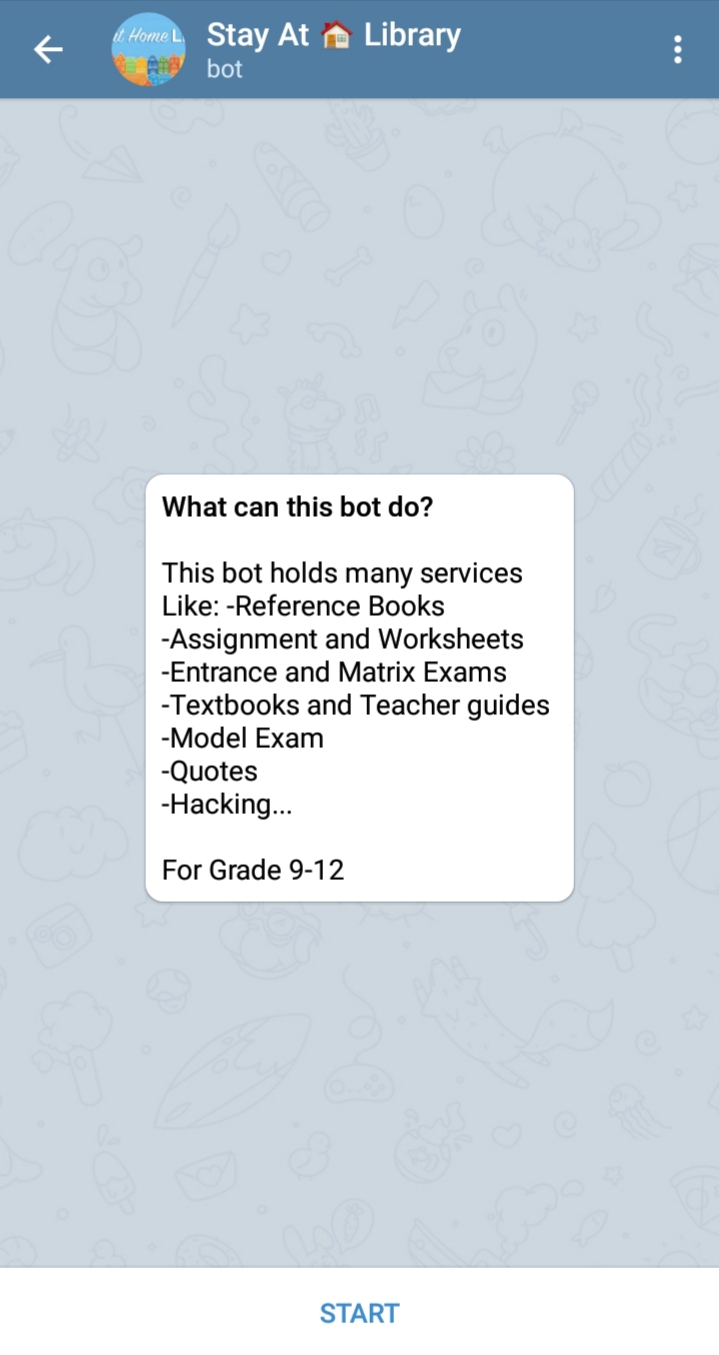 it Home L
Stay At Library
bot
What can this bot do?
This bot holds many services
Like: -Reference Books
-Assignment and Worksheets
-Entrance and Matrix Exams
-Textbooks and Teacher guides
-Model Exam
-Quotes
-Hacking...
For Grade 9-12
START